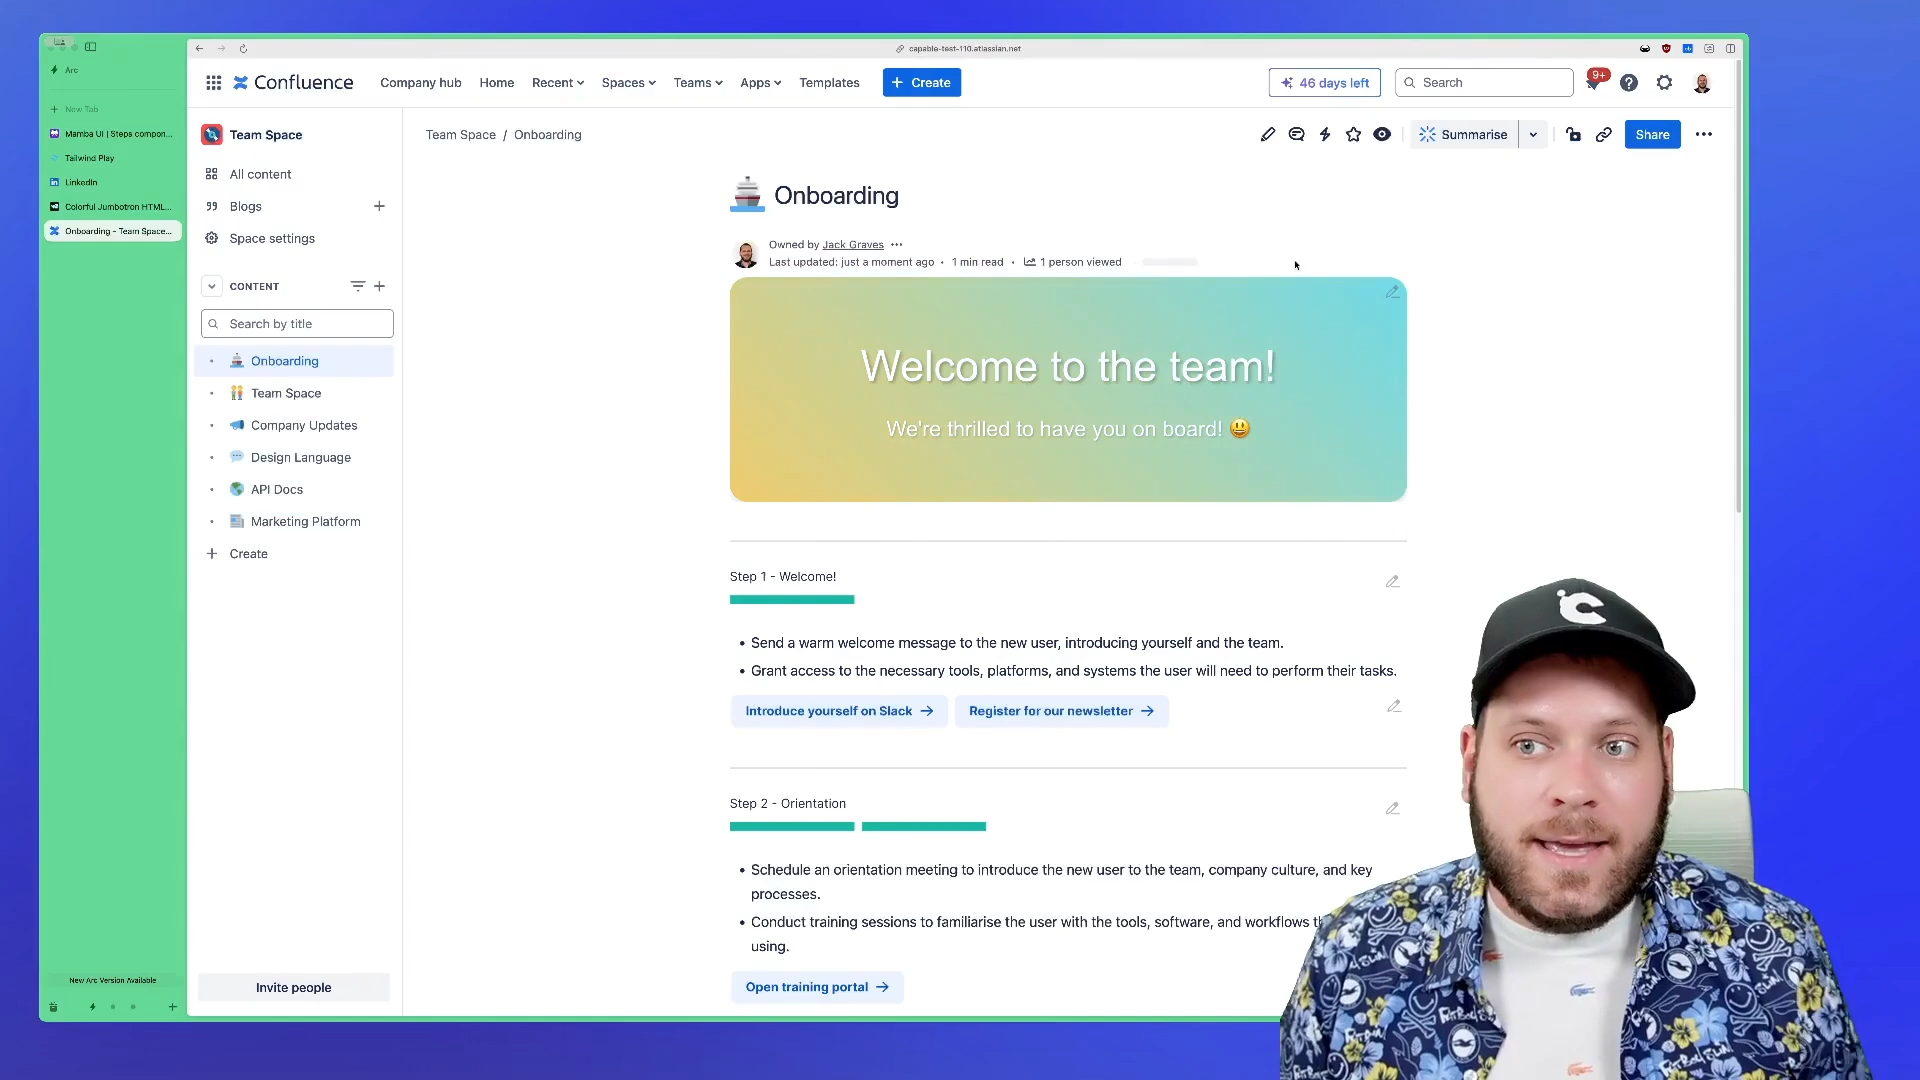 capable-test-110.atlassian.net
Arc
New Tab
Mamba UI | Steps compon...
Tailwind Play
LinkedIn
Colorful Jumbotron HTML...
Onboarding - Team Space...
New Arc Version Available
Confluence
Company hub
Home
Recent
Spaces
Teams
Apps
Templates
+ Create
46 days left
Search
9+
Team Space
All content
Blogs
Space settings
CONTENT
Search by title
Onboarding
Team Space
Company Updates
Design Language
API Docs
Marketing Platform
Create
Invite people
Team Space / Onboarding
Summarise
Share
Onboarding
Owned by Jack Graves •••
Last updated: just a moment ago • 1 min read • 1 person viewed
Welcome to the team!
We're thrilled to have you on board! 😃
Step 1 - Welcome!
• Send a warm welcome message to the new user, introducing yourself and the team.
• Grant access to the necessary tools, platforms, and systems the user will need to perform their tasks.
Introduce yourself on Slack →
Register for our newsletter →
Step 2 - Orientation
• Schedule an orientation meeting to introduce the new user to the team, company culture, and key
processes.
• Conduct training sessions to familiarise the user with the tools, software, and workflows
using.
Open training portal →